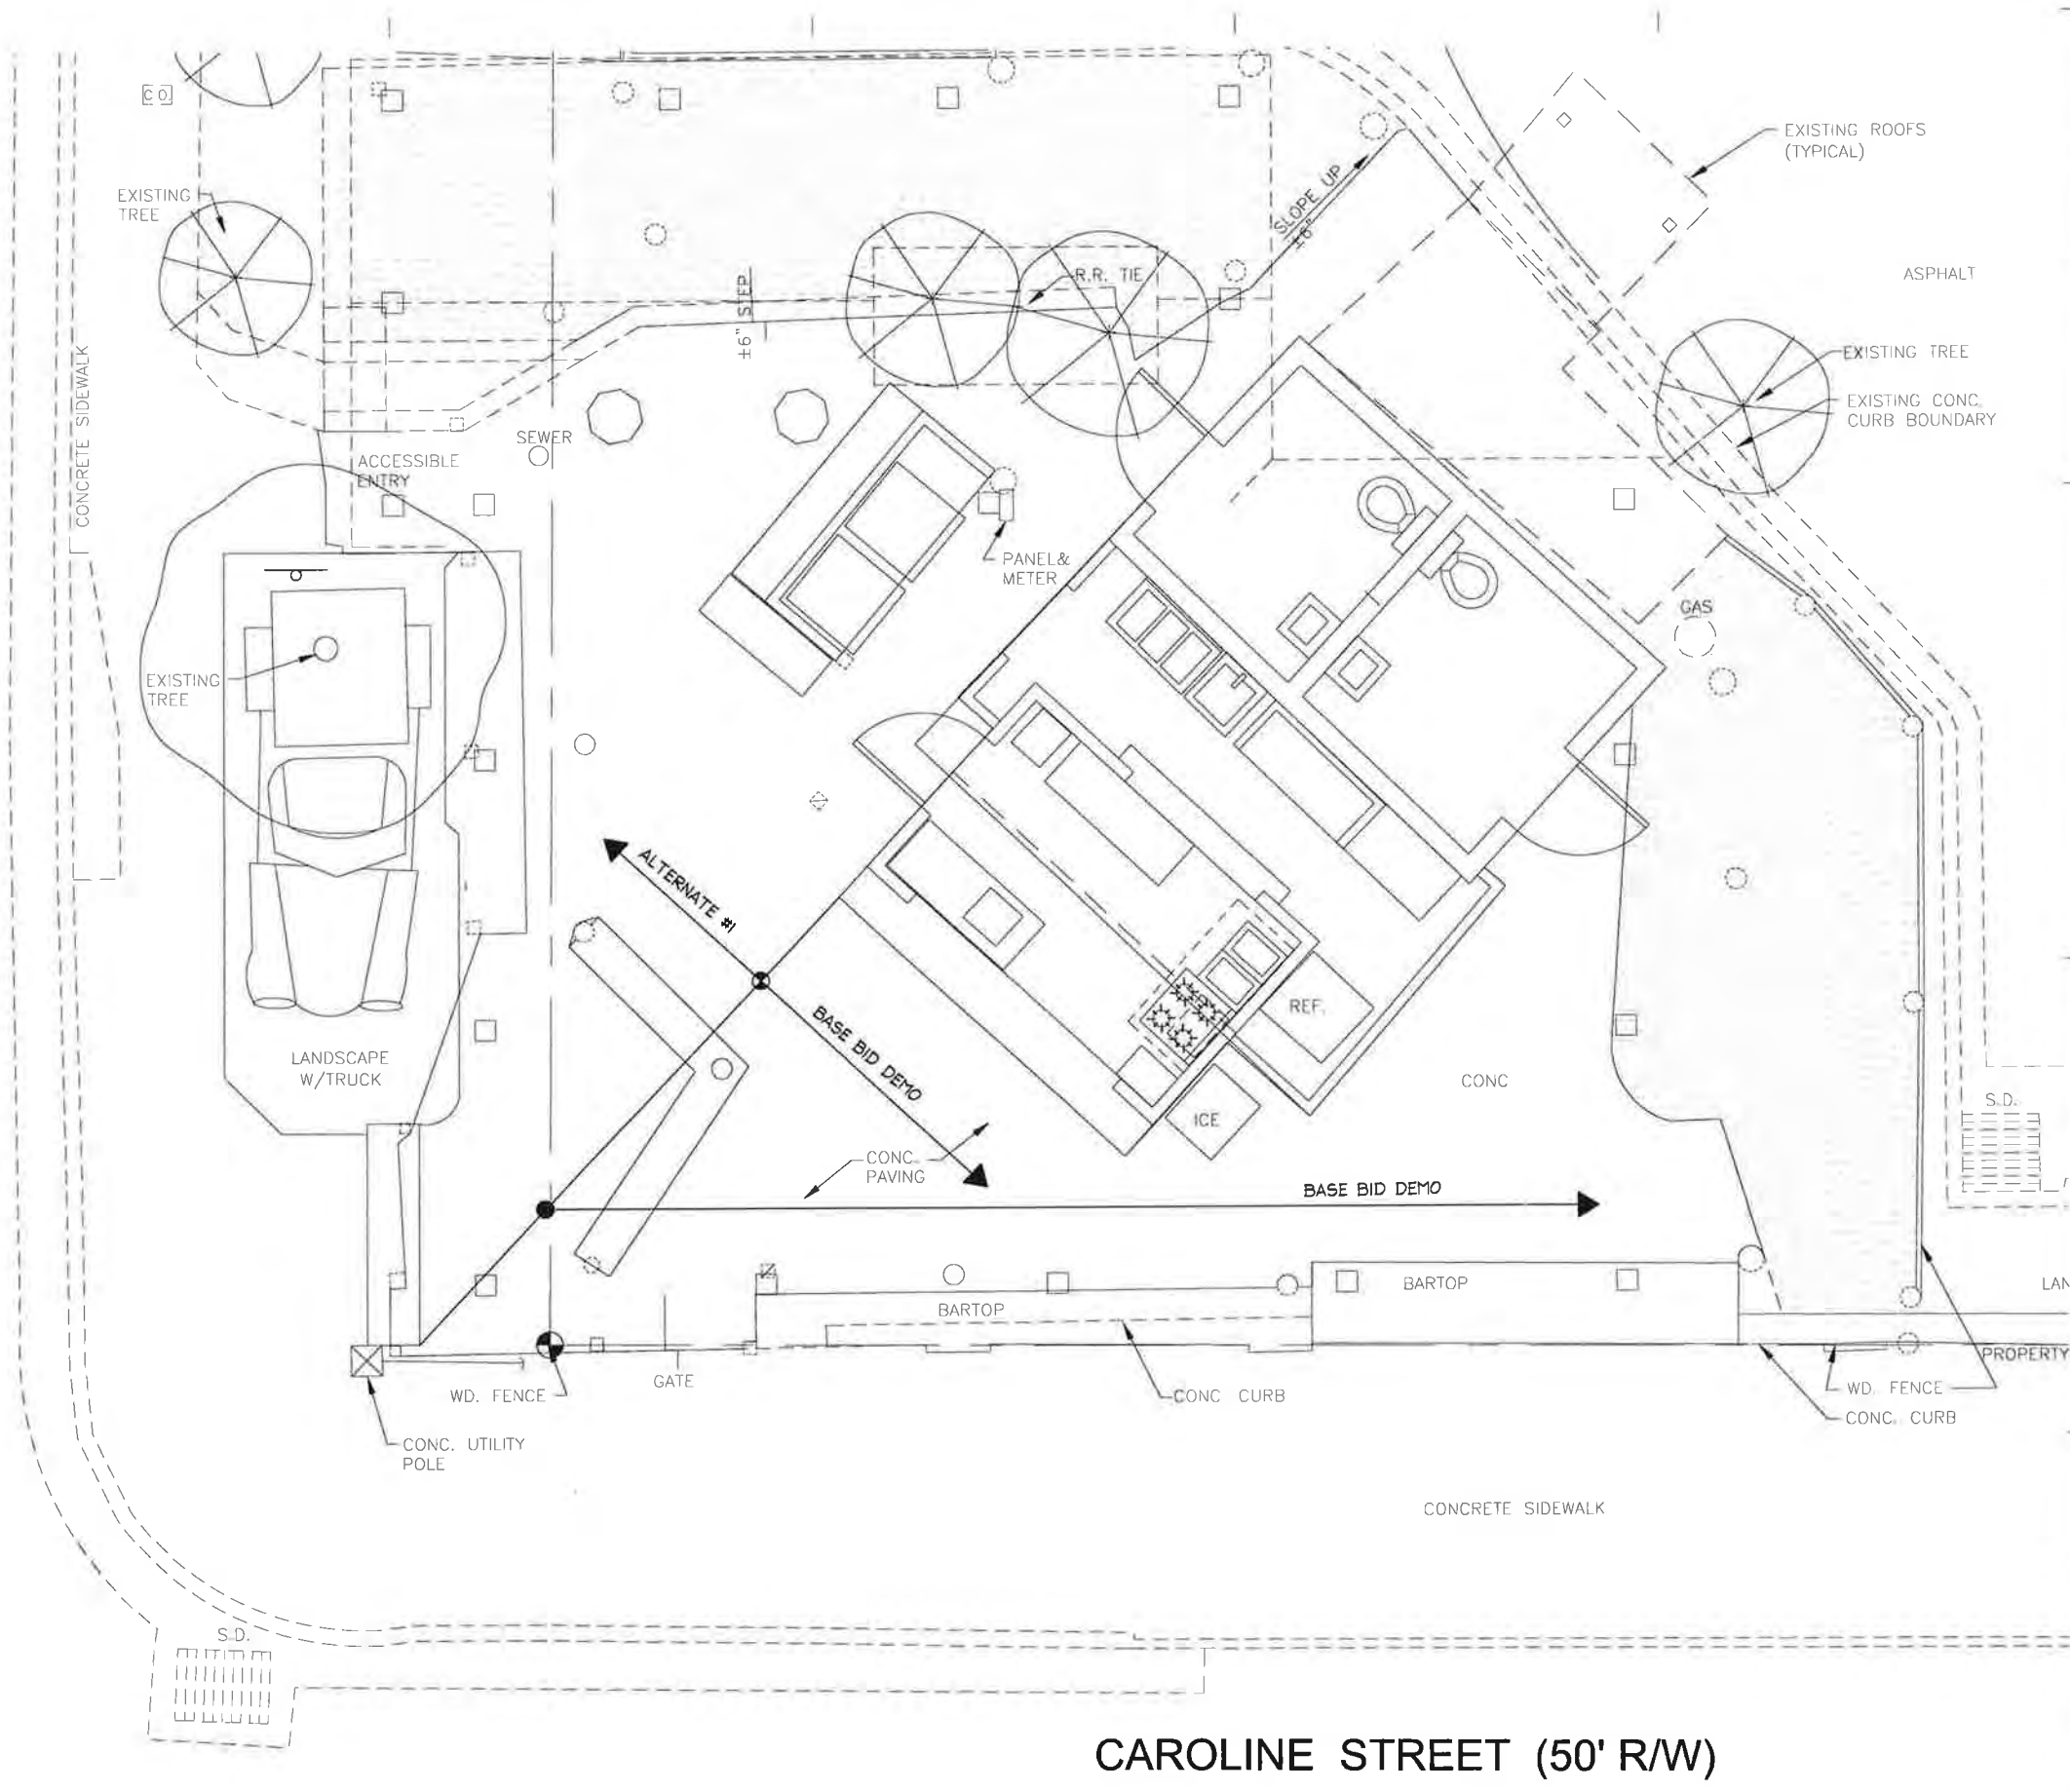 C O
EXISTING ROOFS
(TYPICAL)
EXISTING
TREE
SLOPE UP
±6"
R.R. TIE
ASPHALT
±6" STEP
CONCRETE SIDEWALK
EXISTING TREE
EXISTING CONC.
CURB BOUNDARY
SEWER
ACCESSIBLE
ENTRY
PANEL&
METER
GAS
EXISTING
TREE
ALTERNATE #1
BASE BID DEMO
REF.
LANDSCAPE
W/TRUCK
CONC
S.D.
ICE
CONC.
PAVING
BASE BID DEMO
BARTOP
BARTOP
LAN
PROPERTY
WD. FENCE
GATE
CONC CURB
WD. FENCE
CONC. CURB
CONC. UTILITY
POLE
CONCRETE SIDEWALK
S.D.
CAROLINE STREET (50' R/W)